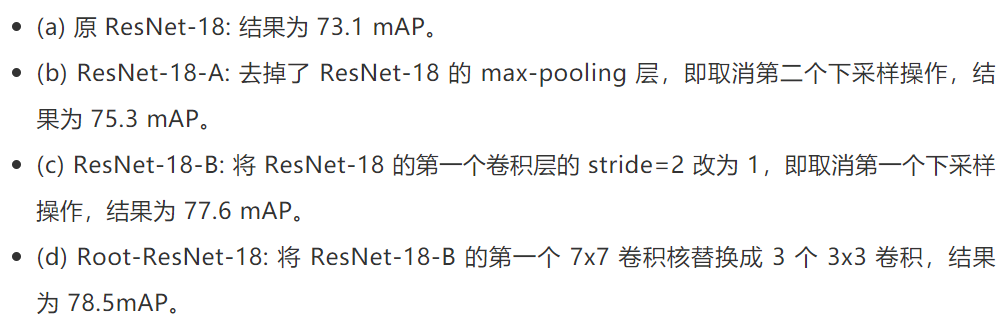 • (a) 原 ResNet-18: 结果为 73.1 mAP。
• (b) ResNet-18-A: 去掉了 ResNet-18 的 max-pooling 层，即取消第二个下采样操作，结
果为 75.3 mAP。
• (c) ResNet-18-B: 将 ResNet-18 的第一个卷积层的 stride=2 改为 1，即取消第一个下采样
操作，结果为 77.6 mAP。
• (d) Root-ResNet-18: 将 ResNet-18-B 的第一个 7x7 卷积核替换成 3 个 3x3 卷积，结果
为 78.5mAP。